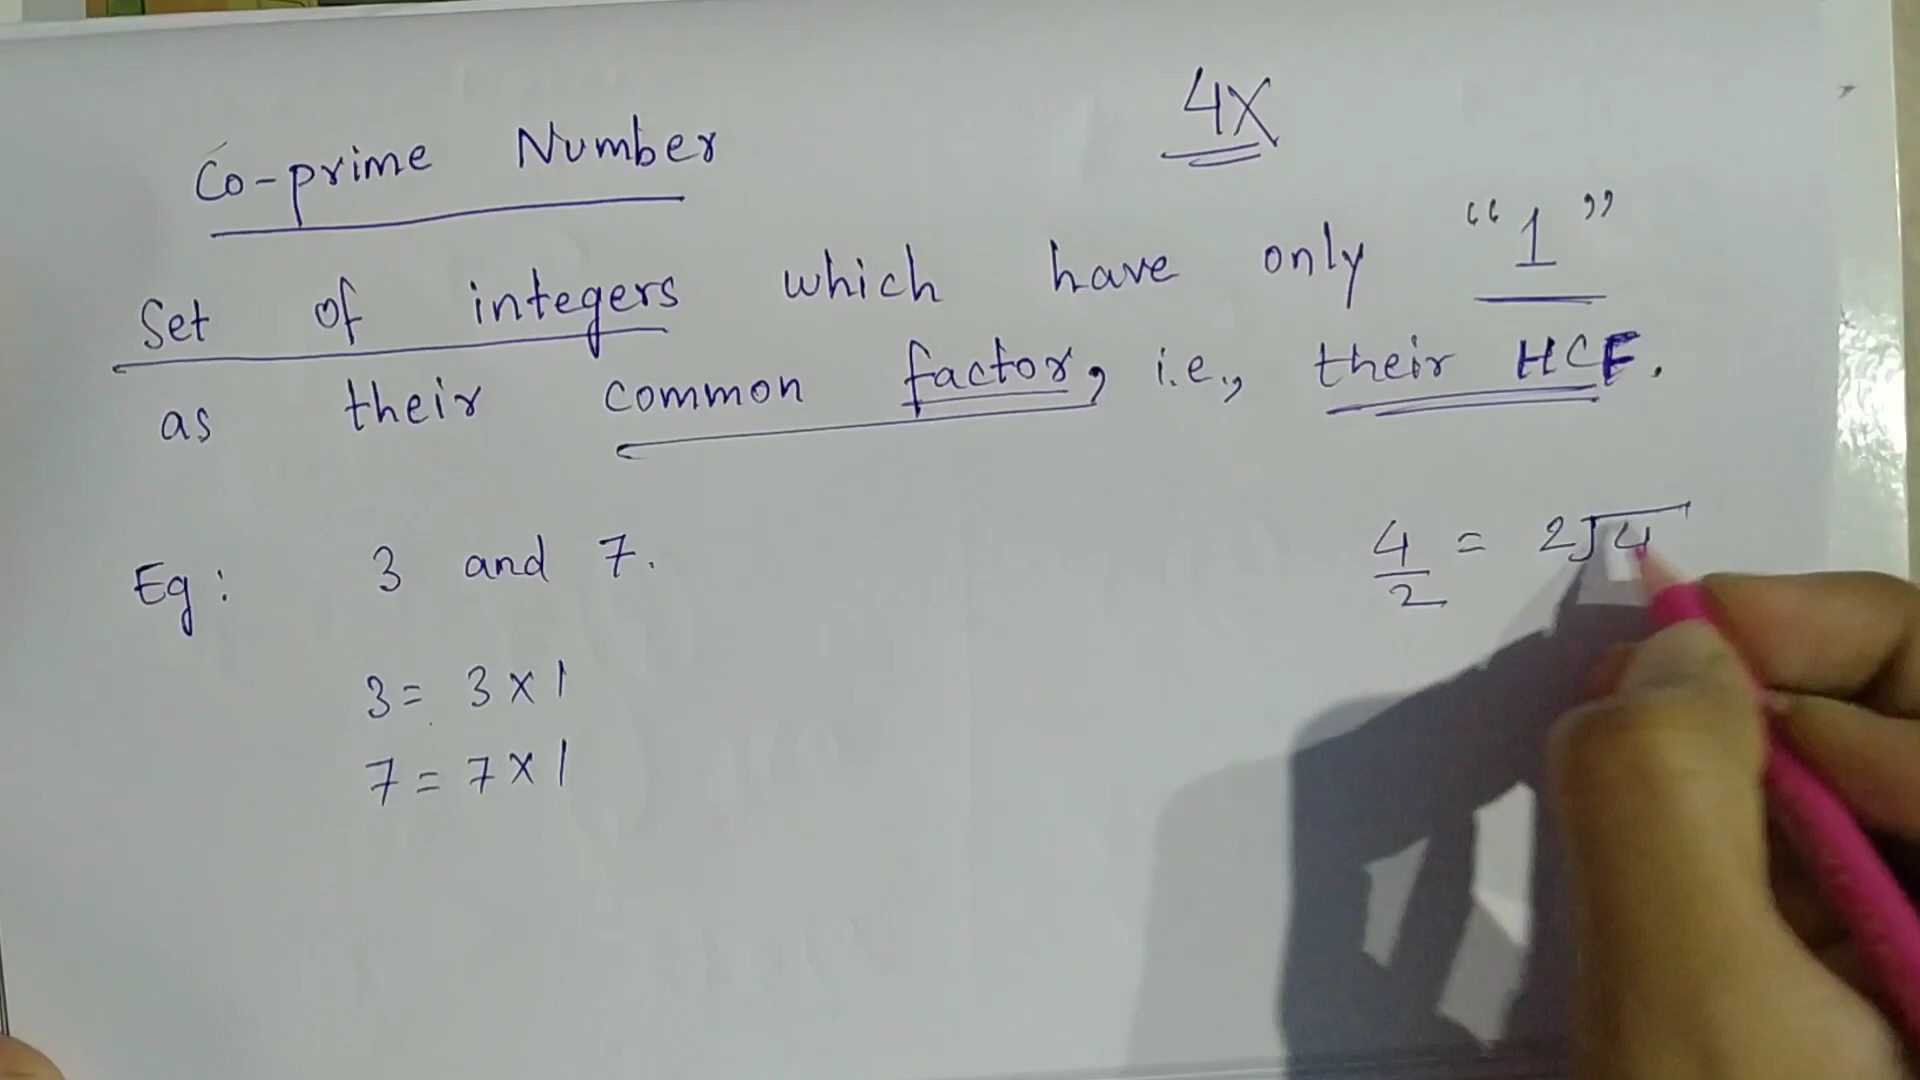 Co-prime Number
4X
Set of integers which have only "1"
as their common factor, i.e., their HCF.
Eg: 3 and 7.
4/2 = 2√4
3 = 3 × 1
7 = 7 × 1